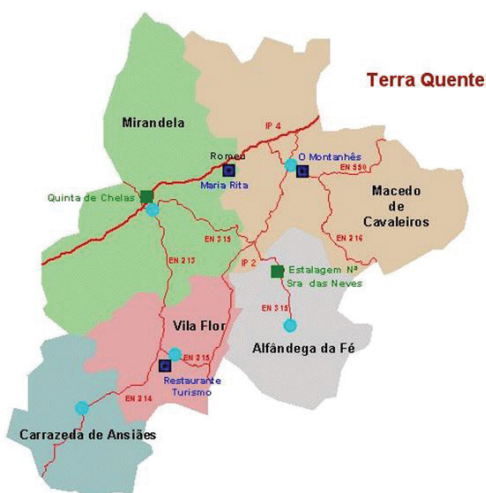 Terra Quente
Mirandela
IP 4
Romeu
O Montanhês
EN 550
Maria Rita
Macedo
de
Cavaleiros
Quinta de Chelas
EN 315
EN 216
EN 213
IP 2
Estalagem Nª
Sra das Neves
EN 315
Vila Flor
Alfândega da Fé
EN 215
Restaurante
Turismo
EN 214
Carrazeda de Ansiães